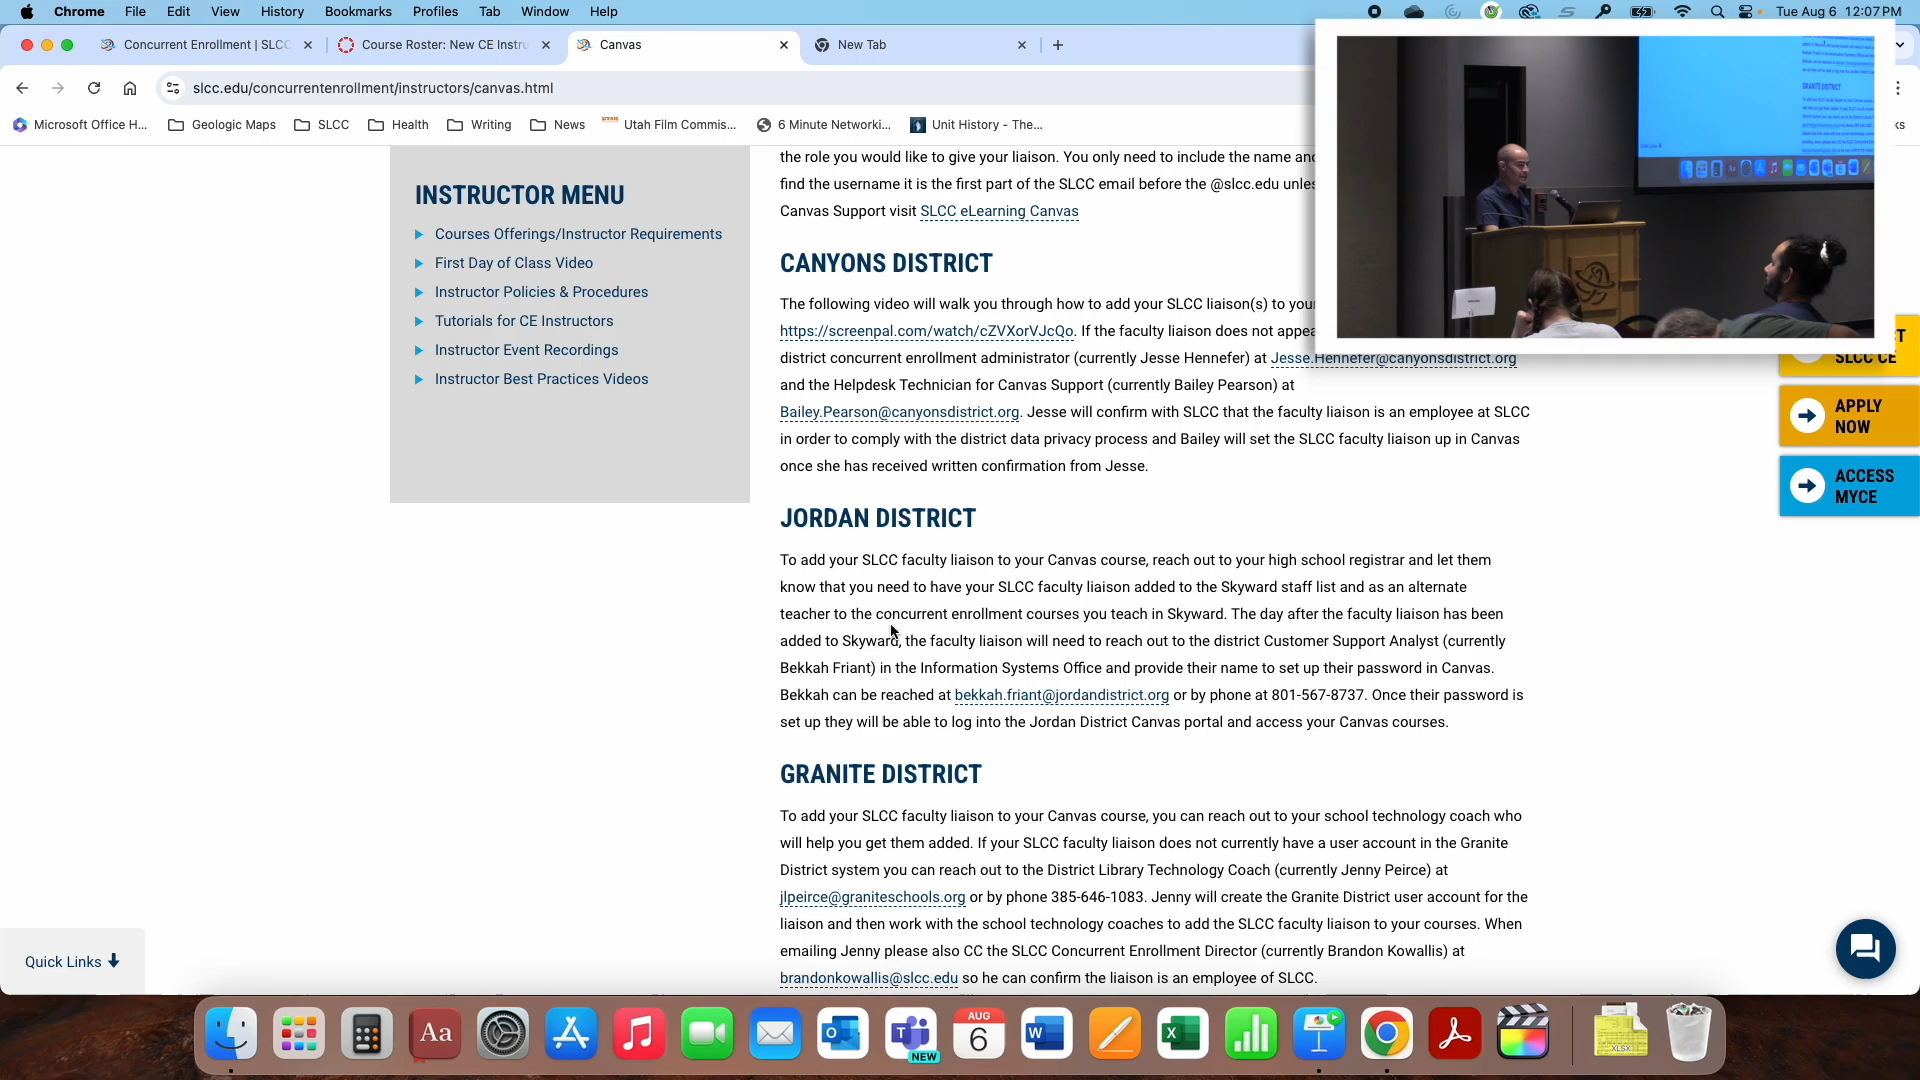 Chrome File Edit View History Bookmarks Profiles Tab Window Help
Tue Aug 6 12:07 PM
Concurrent Enrollment | SLCC
Course Roster: New CE Instru
Canvas
New Tab
slcc.edu/concurrentenrollment/instructors/canvas.html
Microsoft Office H...
Geologic Maps
SLCC
Health
Writing
News
Utah Film Commis...
6 Minute Networki...
Unit History - The...
INSTRUCTOR MENU
Courses Offerings/Instructor Requirements
First Day of Class Video
Instructor Policies & Procedures
Tutorials for CE Instructors
Instructor Event Recordings
Instructor Best Practices Videos
the role you would like to give your liaison. You only need to include the name and
find the username it is the first part of the SLCC email before the @slcc.edu unles
Canvas Support visit SLCC eLearning Canvas
CANYONS DISTRICT
The following video will walk you through how to add your SLCC liaison(s) to your
https://screenpal.com/watch/cZVXorVJcQo. If the faculty liaison does not appea
district concurrent enrollment administrator (currently Jesse Hennefer) at Jesse.Hennefer@canyonsdistrict.org
and the Helpdesk Technician for Canvas Support (currently Bailey Pearson) at
Bailey.Pearson@canyonsdistrict.org. Jesse will confirm with SLCC that the faculty liaison is an employee at SLCC
in order to comply with the district data privacy process and Bailey will set the SLCC faculty liaison up in Canvas
once she has received written confirmation from Jesse.
JORDAN DISTRICT
To add your SLCC faculty liaison to your Canvas course, reach out to your high school registrar and let them
know that you need to have your SLCC faculty liaison added to the Skyward staff list and as an alternate
teacher to the concurrent enrollment courses you teach in Skyward. The day after the faculty liaison has been
added to Skyward, the faculty liaison will need to reach out to the district Customer Support Analyst (currently
Bekkah Friant) in the Information Systems Office and provide their name to set up their password in Canvas.
Bekkah can be reached at bekkah.friant@jordandistrict.org or by phone at 801-567-8737. Once their password is
set up they will be able to log into the Jordan District Canvas portal and access your Canvas courses.
GRANITE DISTRICT
To add your SLCC faculty liaison to your Canvas course, you can reach out to your school technology coach who
will help you get them added. If your SLCC faculty liaison does not currently have a user account in the Granite
District system you can reach out to the District Library Technology Coach (currently Jenny Peirce) at
jlpeirce@graniteschools.org or by phone 385-646-1083. Jenny will create the Granite District user account for the
liaison and then work with the school technology coaches to add the SLCC faculty liaison to your courses. When
emailing Jenny please also CC the SLCC Concurrent Enrollment Director (currently Brandon Kowallis) at
brandonkowallis@slcc.edu so he can confirm the liaison is an employee of SLCC.
SLCC CE
APPLY
NOW
ACCESS
MYCE
GRANITE DISTRICT
Quick Links
Aa
AUG
6
NEW
XLSX